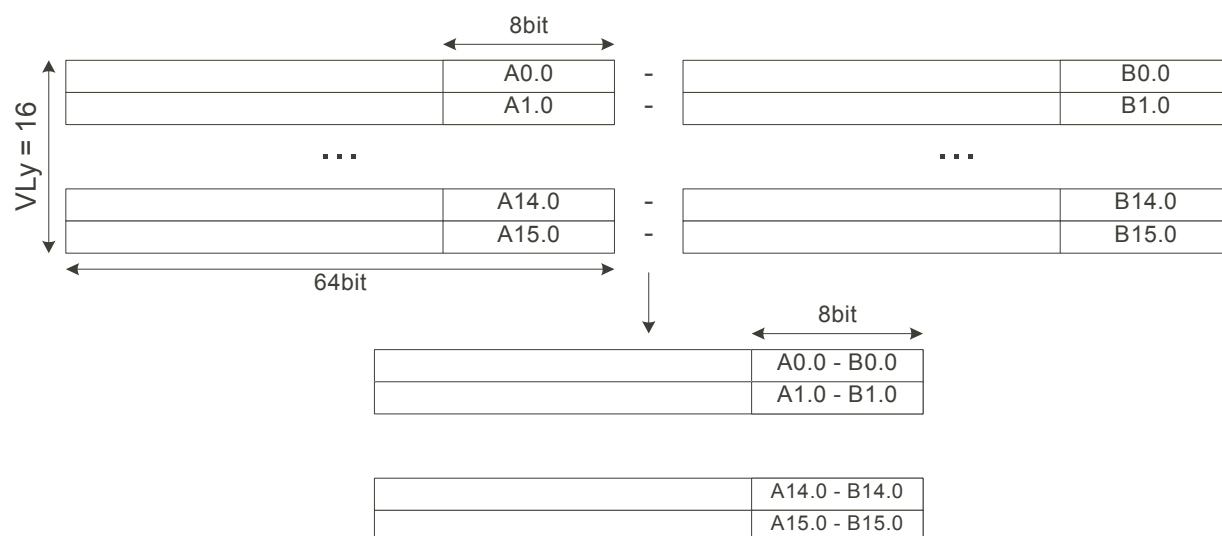 8bit
A0.0 - B0.0
A1.0 - B1.0
VLy = 16
... ...
A14.0 - B14.0
A15.0 - B15.0
64bit
8bit
A0.0 - B0.0
A1.0 - B1.0
A14.0 - B14.0
A15.0 - B15.0